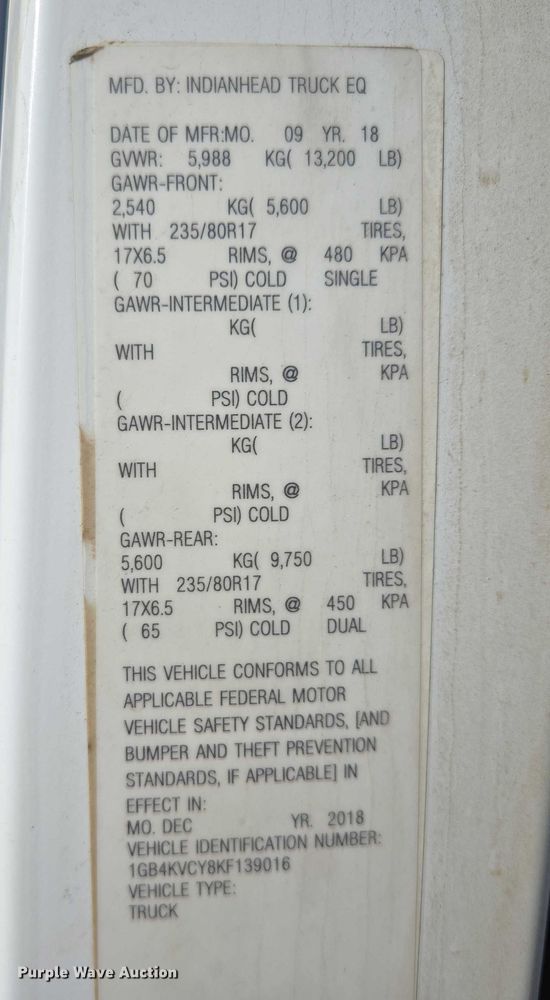 MFD. BY: INDIANHEAD TRUCK EQ
DATE OF MFR:MO. 09 YR. 18
GVWR: 5,988 KG( 13,200 LB)
GAWR-FRONT:
2,540 KG( 5,600 LB)
WITH 235/80R17 TIRES,
17X6.5 RIMS, @ 480 KPA
( 70 PSI) COLD SINGLE
GAWR-INTERMEDIATE (1):
KG( LB)
WITH TIRES,
RIMS, @ KPA
( PSI) COLD
GAWR-INTERMEDIATE (2):
KG( LB)
WITH TIRES,
RIMS, @ KPA
( PSI) COLD
GAWR-REAR:
5,600 KG( 9,750 LB)
WITH 235/80R17 TIRES,
17X6.5 RIMS, @ 450 KPA
( 65 PSI) COLD DUAL
THIS VEHICLE CONFORMS TO ALL
APPLICABLE FEDERAL MOTOR
VEHICLE SAFETY STANDARDS, [AND
BUMPER AND THEFT PREVENTION
STANDARDS, IF APPLICABLE] IN
EFFECT IN:
MO. DEC YR. 2018
VEHICLE IDENTIFICATION NUMBER:
1GB4KVCY8KF139016
VEHICLE TYPE:
TRUCK
Purple Wave Auction